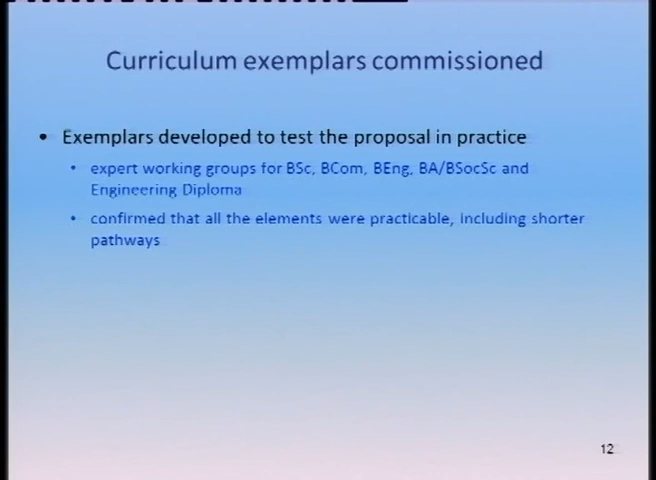 Curriculum exemplars commissioned
• Exemplars developed to test the proposal in practice
• expert working groups for BSc, BCom, BEng, BA/BSocSc and
Engineering Diploma
• confirmed that all the elements were practicable, including shorter
pathways
12